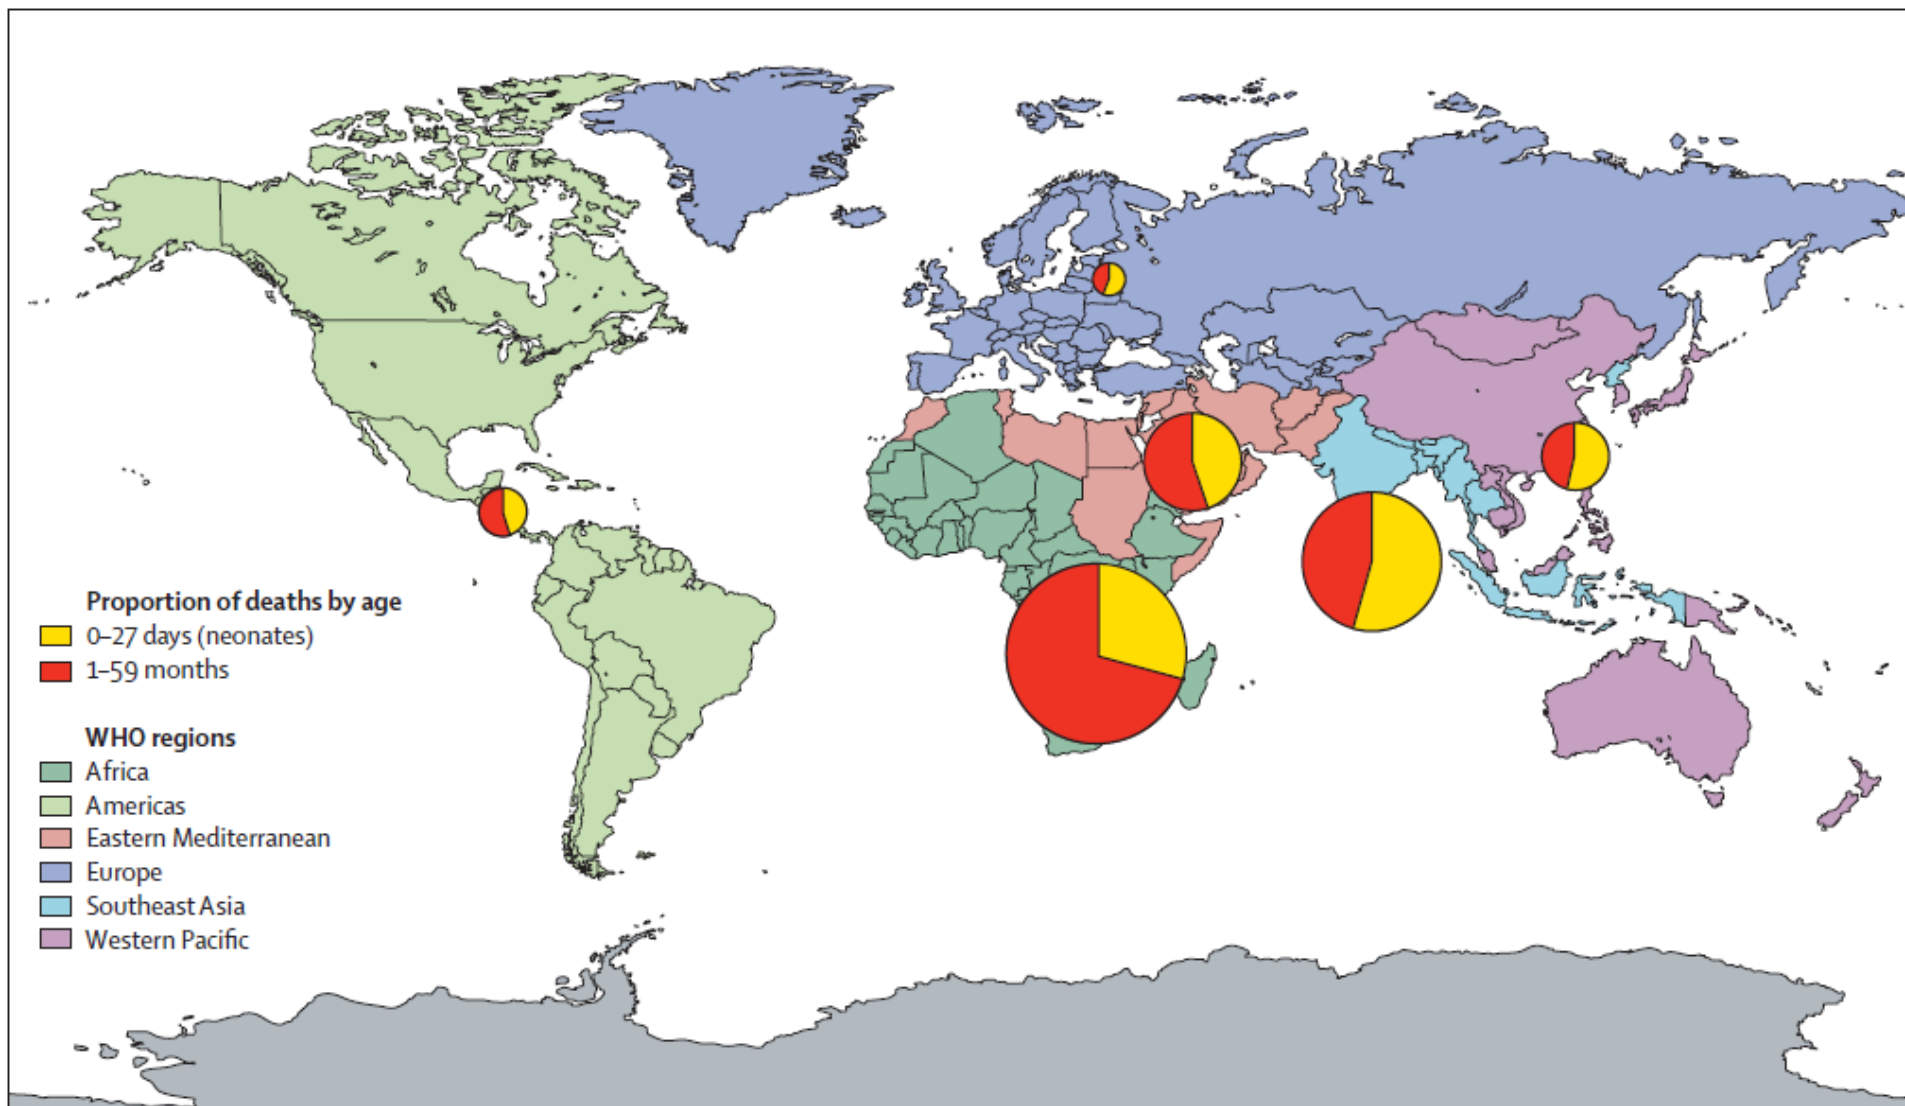 Proportion of deaths by age
0–27 days (neonates)
1–59 months
WHO regions
Africa
Americas
Eastern Mediterranean
Europe
Southeast Asia
Western Pacific